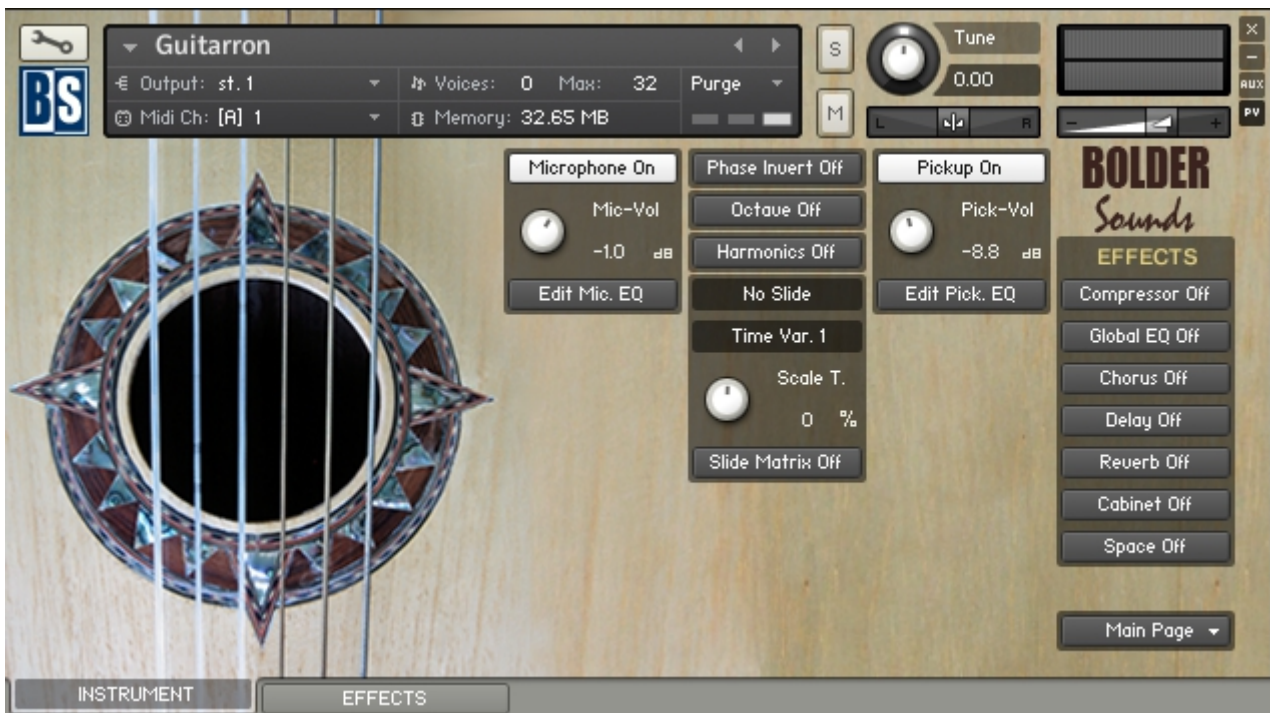 Guitarron
S
Tune
X
-
AUX
PV
BS
Output: st.1
Voices: 0 Max: 32
Purge
0.00
Midi Ch: [A] 1
Memory: 32.65 MB
M
L
R
-
+
Microphone On
Phase Invert Off
Pickup On
BOLDER
Sounds
Mic-Vol
-1.0 dB
Octave Off
Pick-Vol
-8.8 dB
Harmonics Off
EFFECTS
Edit Mic. EQ
No Slide
Edit Pick. EQ
Compressor Off
Time Var. 1
Global EQ Off
Scale T.
0 %
Chorus Off
Delay Off
Slide Matrix Off
Reverb Off
Cabinet Off
Space Off
Main Page
INSTRUMENT
EFFECTS